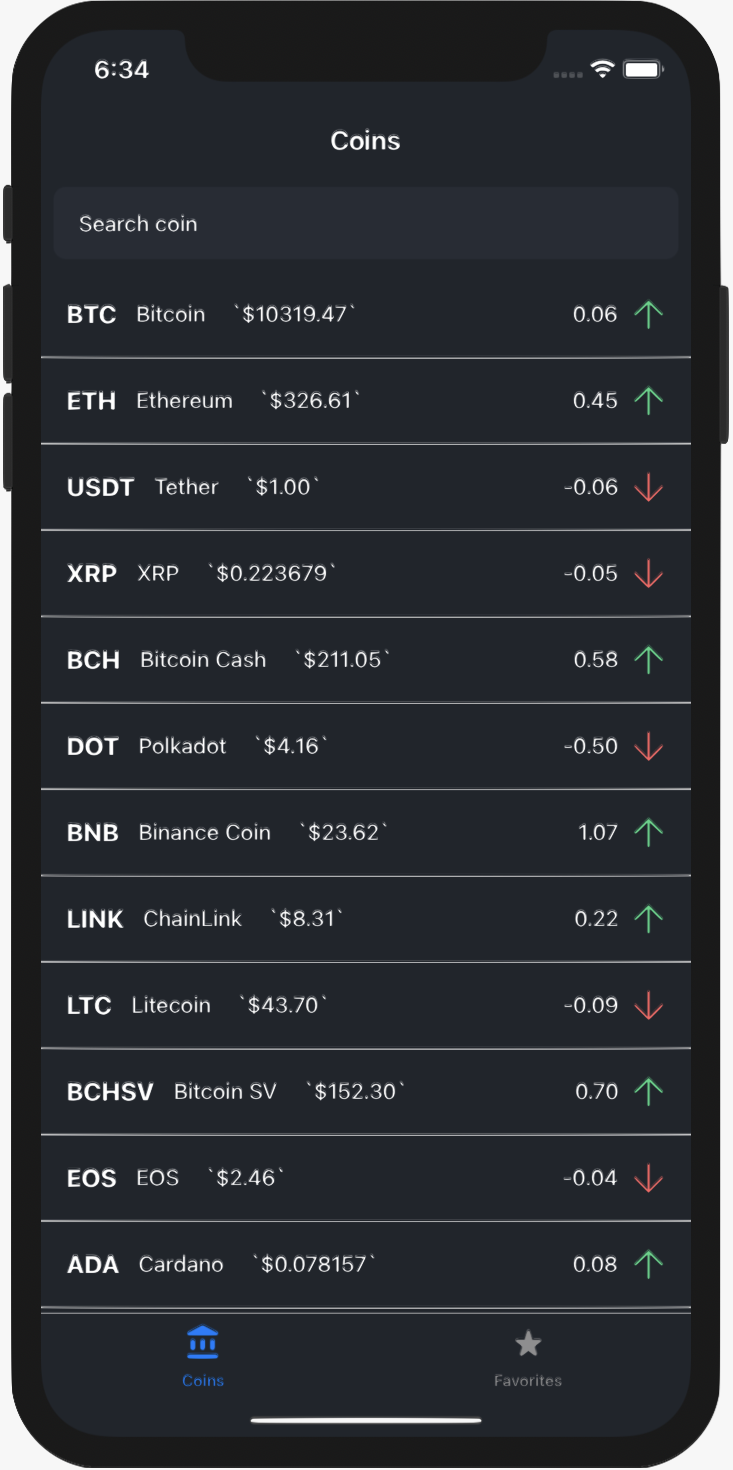 6:34
Coins
Search coin
BTC Bitcoin `$10319.47` 0.06
ETH Ethereum `$326.61` 0.45
USDT Tether `$1.00` -0.06
XRP XRP `$0.223679` -0.05
BCH Bitcoin Cash `$211.05` 0.58
DOT Polkadot `$4.16` -0.50
BNB Binance Coin `$23.62` 1.07
LINK ChainLink `$8.31` 0.22
LTC Litecoin `$43.70` -0.09
BCHSV Bitcoin SV `$152.30` 0.70
EOS EOS `$2.46` -0.04
ADA Cardano `$0.078157` 0.08
Coins Favorites